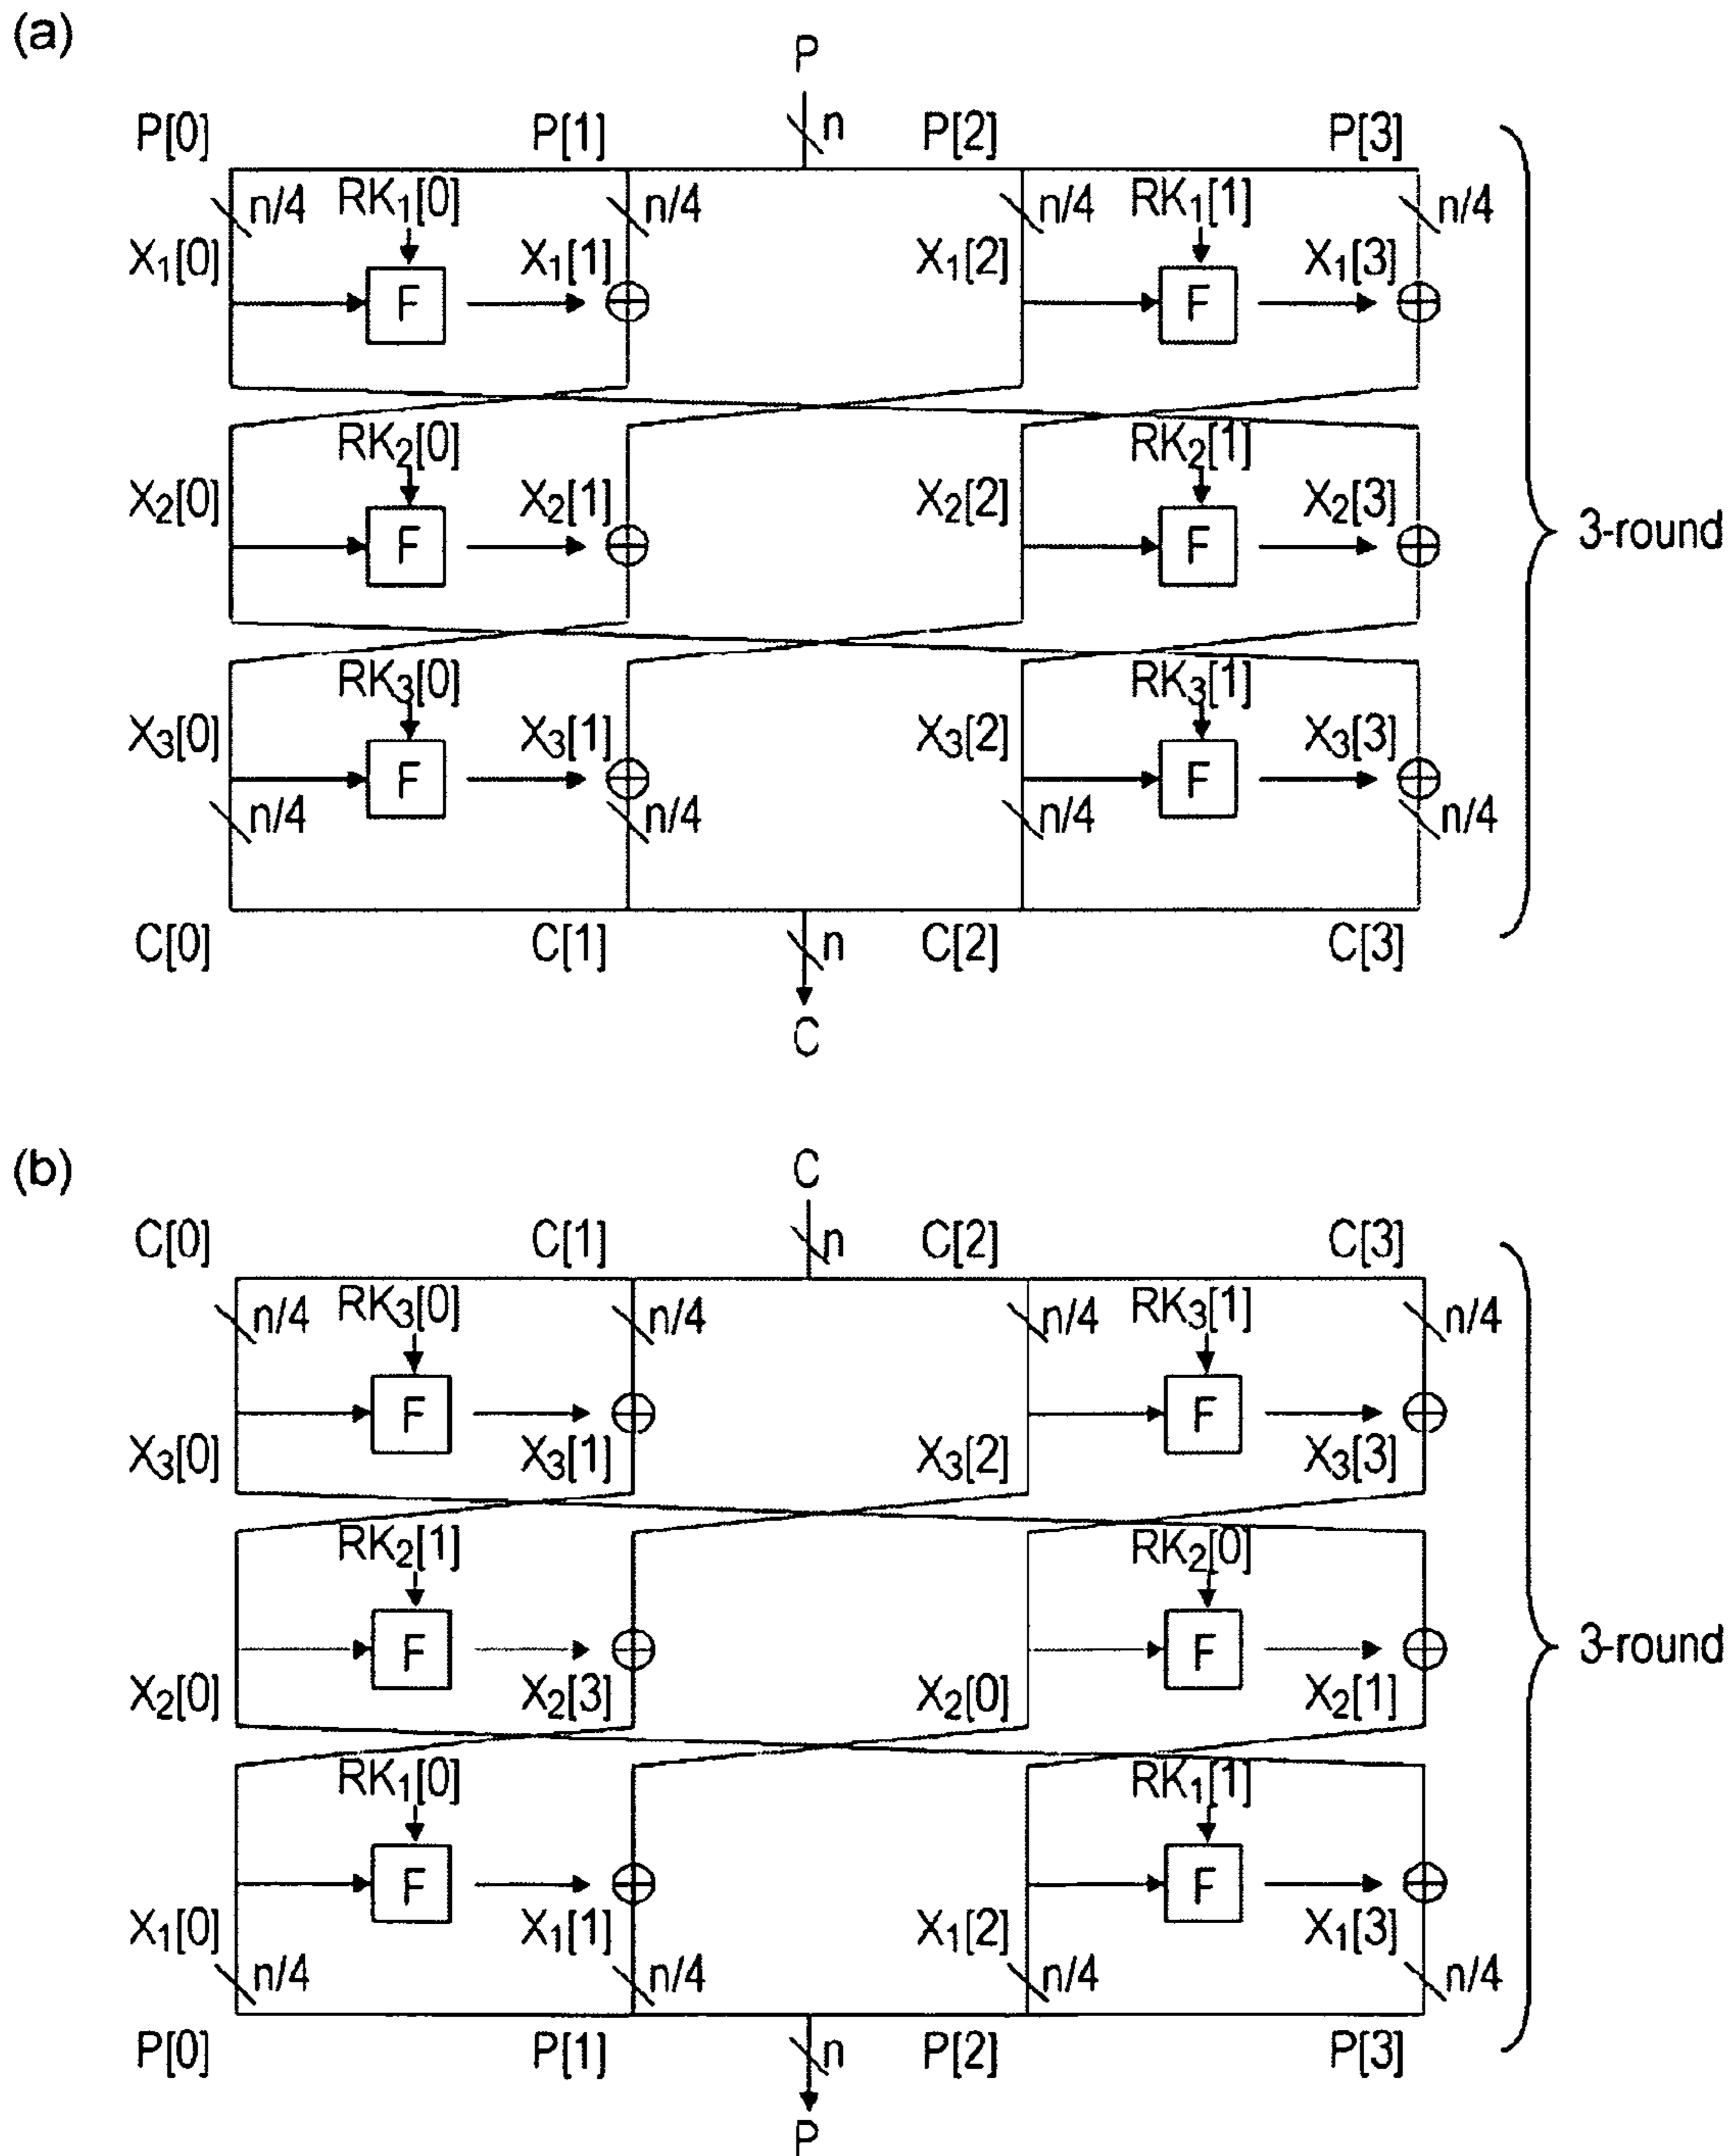 (a)
P
P[0] P[1] n P[2] P[3]
n/4 RK₁[0] n/4 n/4 RK₁[1] n/4
X₁[0] F X₁[1] X₁[2] F X₁[3]
RK₂[0] RK₂[1]
X₂[0] F X₂[1] X₂[2] F X₂[3]
3-round
RK₃[0] RK₃[1]
X₃[0] F X₃[1] X₃[2] F X₃[3]
n/4 n/4 n/4 n/4
C[0] C[1] n C[2] C[3]
C
(b)
C
C[0] C[1] n C[2] C[3]
n/4 RK₃[0] n/4 n/4 RK₃[1] n/4
F F
X₃[0] X₃[1] X₃[2] X₃[3]
RK₂[1] RK₂[0]
F F 3-round
X₂[0] X₂[3] X₂[0] X₂[1]
RK₁[0] RK₁[1]
F F
X₁[0] X₁[1] X₁[2] X₁[3]
n/4 n/4 n/4 n/4
P[0] P[1] n P[2] P[3]
P